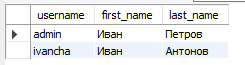 username first_name last_name
admin Иван Петров
ivancha Иван Антонов